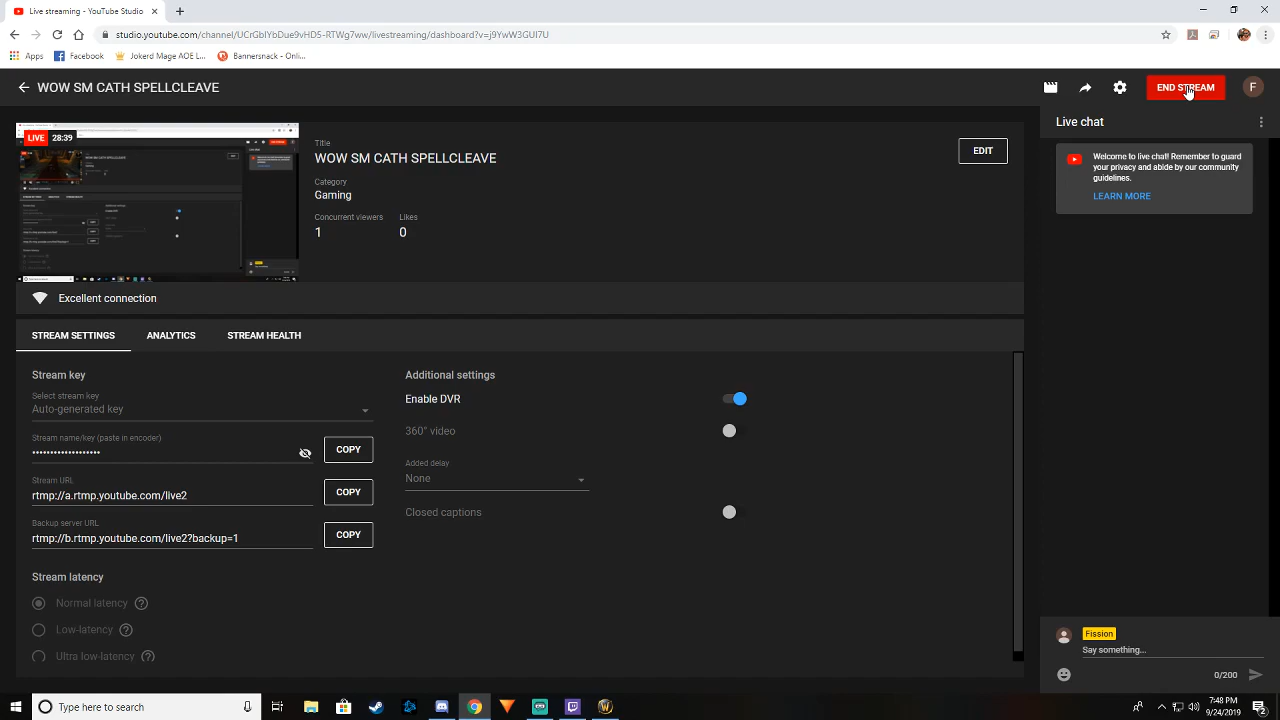 Live streaming - YouTube Studio
studio.youtube.com/channel/UCrGbIYbDue9vHD5-RTWg7ww/livestreaming/dashboard?v=j9YwW3GUI7U
Apps
Facebook
Jokerd Mage AOE L...
Bannersnack - Onli...
WOW SM CATH SPELLCLEAVE
END STREAM
F
LIVE 28:39
Title
WOW SM CATH SPELLCLEAVE
EDIT
Category
Gaming
Concurrent viewers
Likes
1
0
Excellent connection
STREAM SETTINGS
ANALYTICS
STREAM HEALTH
Stream key
Select stream key
Auto-generated key
Stream name/key (paste in encoder)
••••••••••••••••••••
COPY
Stream URL
rtmp://a.rtmp.youtube.com/live2
COPY
Backup server URL
rtmp://b.rtmp.youtube.com/live2?backup=1
COPY
Stream latency
Normal latency
Low-latency
Ultra low-latency
Additional settings
Enable DVR
360° video
Added delay
None
Closed captions
Live chat
Welcome to live chat! Remember to guard
your privacy and abide by our community
guidelines.
LEARN MORE
Fission
Say something...
0/200
Type here to search
7:48 PM
9/24/2019